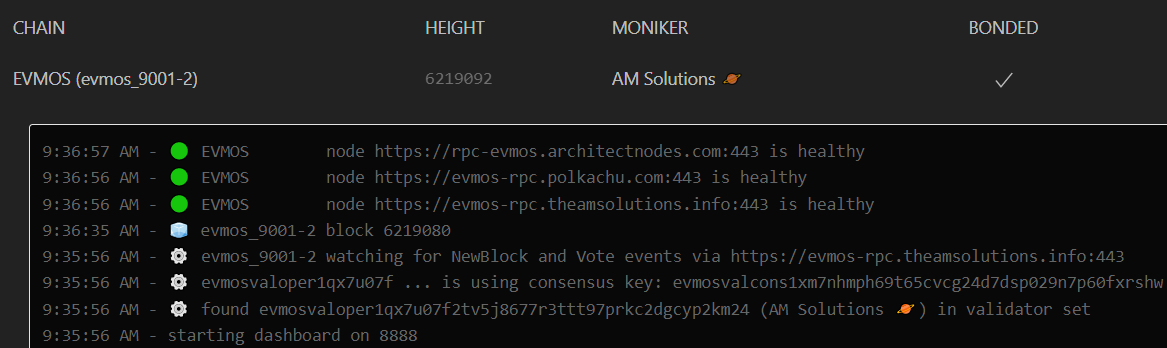 CHAIN HEIGHT MONIKER BONDED
EVMOS (evmos_9001-2) 6219092 AM Solutions 🪐 ✓
9:36:57 AM - 🟢 EVMOS node https://rpc-evmos.architectnodes.com:443 is healthy
9:36:56 AM - 🟢 EVMOS node https://evmos-rpc.polkachu.com:443 is healthy
9:36:56 AM - 🟢 EVMOS node https://evmos-rpc.theamsolutions.info:443 is healthy
9:36:35 AM - 🧊 evmos_9001-2 block 6219080
9:35:56 AM - ⚙️ evmos_9001-2 watching for NewBlock and Vote events via https://evmos-rpc.theamsolutions.info:443
9:35:56 AM - ⚙️ evmosvaloper1qx7u07f ... is using consensus key: evmosvalcons1xm7nhmph69t65cvcg24d7dsp029n7p60fxrshw
9:35:56 AM - ⚙️ found evmosvaloper1qx7u07f2tv5j8677r3ttt97prkc2dgcyp2km24 (AM Solutions 🪐) in validator set
9:35:56 AM - starting dashboard on 8888